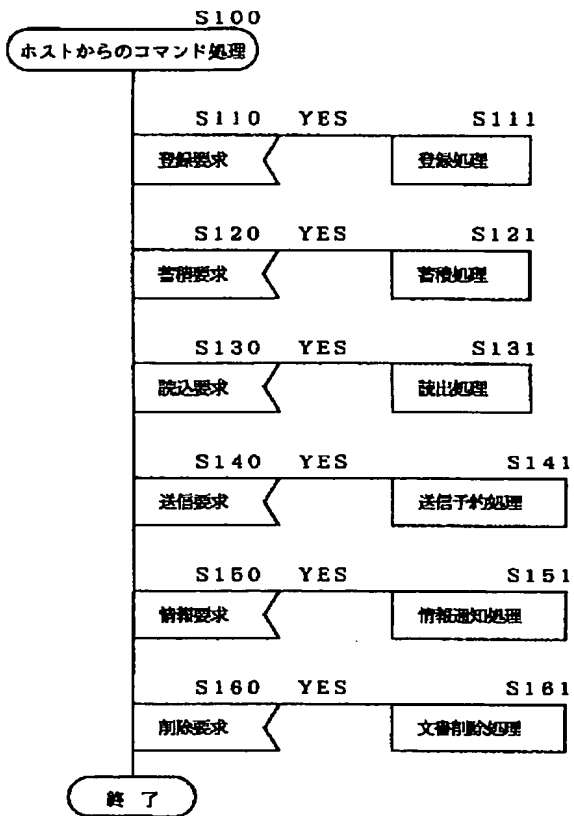 S100
ホストからのコマンド処理
S110 YES S111
登録要求 登録処理
S120 YES S121
蓄積要求 蓄積処理
S130 YES S131
読込要求 読出処理
S140 YES S141
送信要求 送信予約処理
S150 YES S151
情報要求 情報通知処理
S160 YES S161
削除要求 文書削除処理
終了